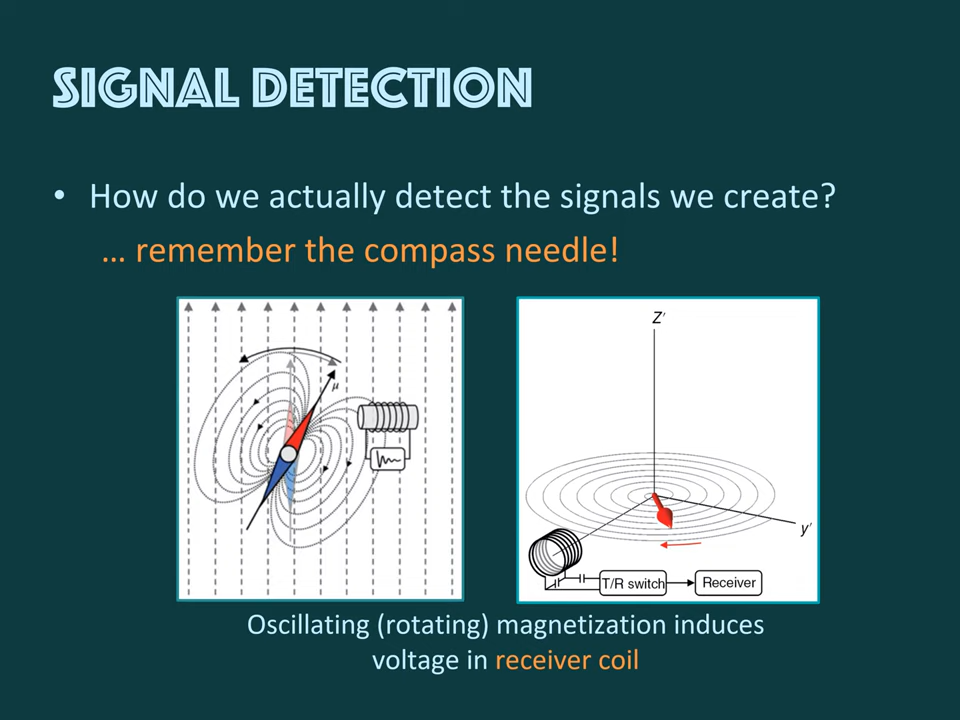 SIGNAL DETECTION
• How do we actually detect the signals we create?
... remember the compass needle!
μ
Z′
y′
T/R switch
Receiver
Oscillating (rotating) magnetization induces
voltage in receiver coil